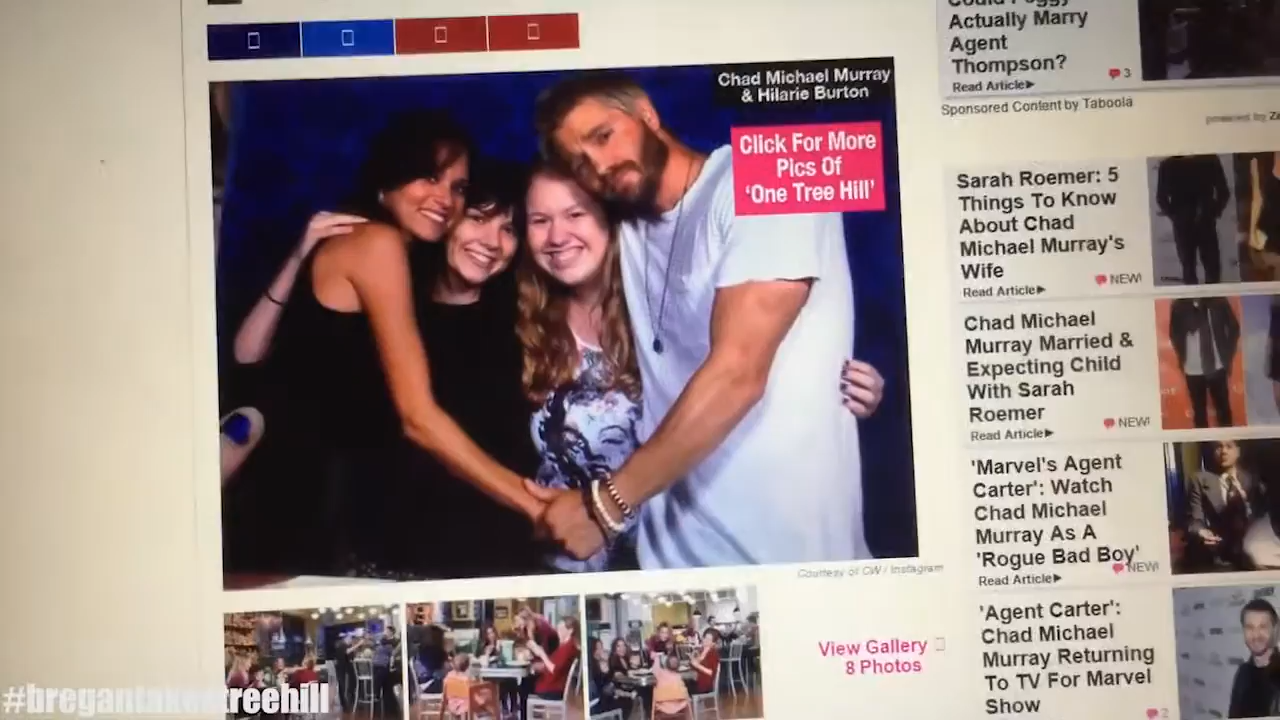 Could Peggy
Actually Marry
Agent
Thompson?
Read Article
3
Sponsored Content by Taboola
powered by
Chad Michael Murray
& Hilarie Burton
Click For More
Pics Of
'One Tree Hill'
Sarah Roemer: 5
Things To Know
About Chad
Michael Murray's
Wife
Read Article
NEW!
Chad Michael
Murray Married &
Expecting Child
With Sarah
Roemer
Read Article
NEW!
'Marvel's Agent
Carter': Watch
Chad Michael
Murray As A
'Rogue Bad Boy'
Read Article
NEW!
'Agent Carter':
Chad Michael
Murray Returning
To TV For Marvel
Show
2
Courtesy of CW / Instagram
View Gallery
8 Photos
#bregantakestreehill